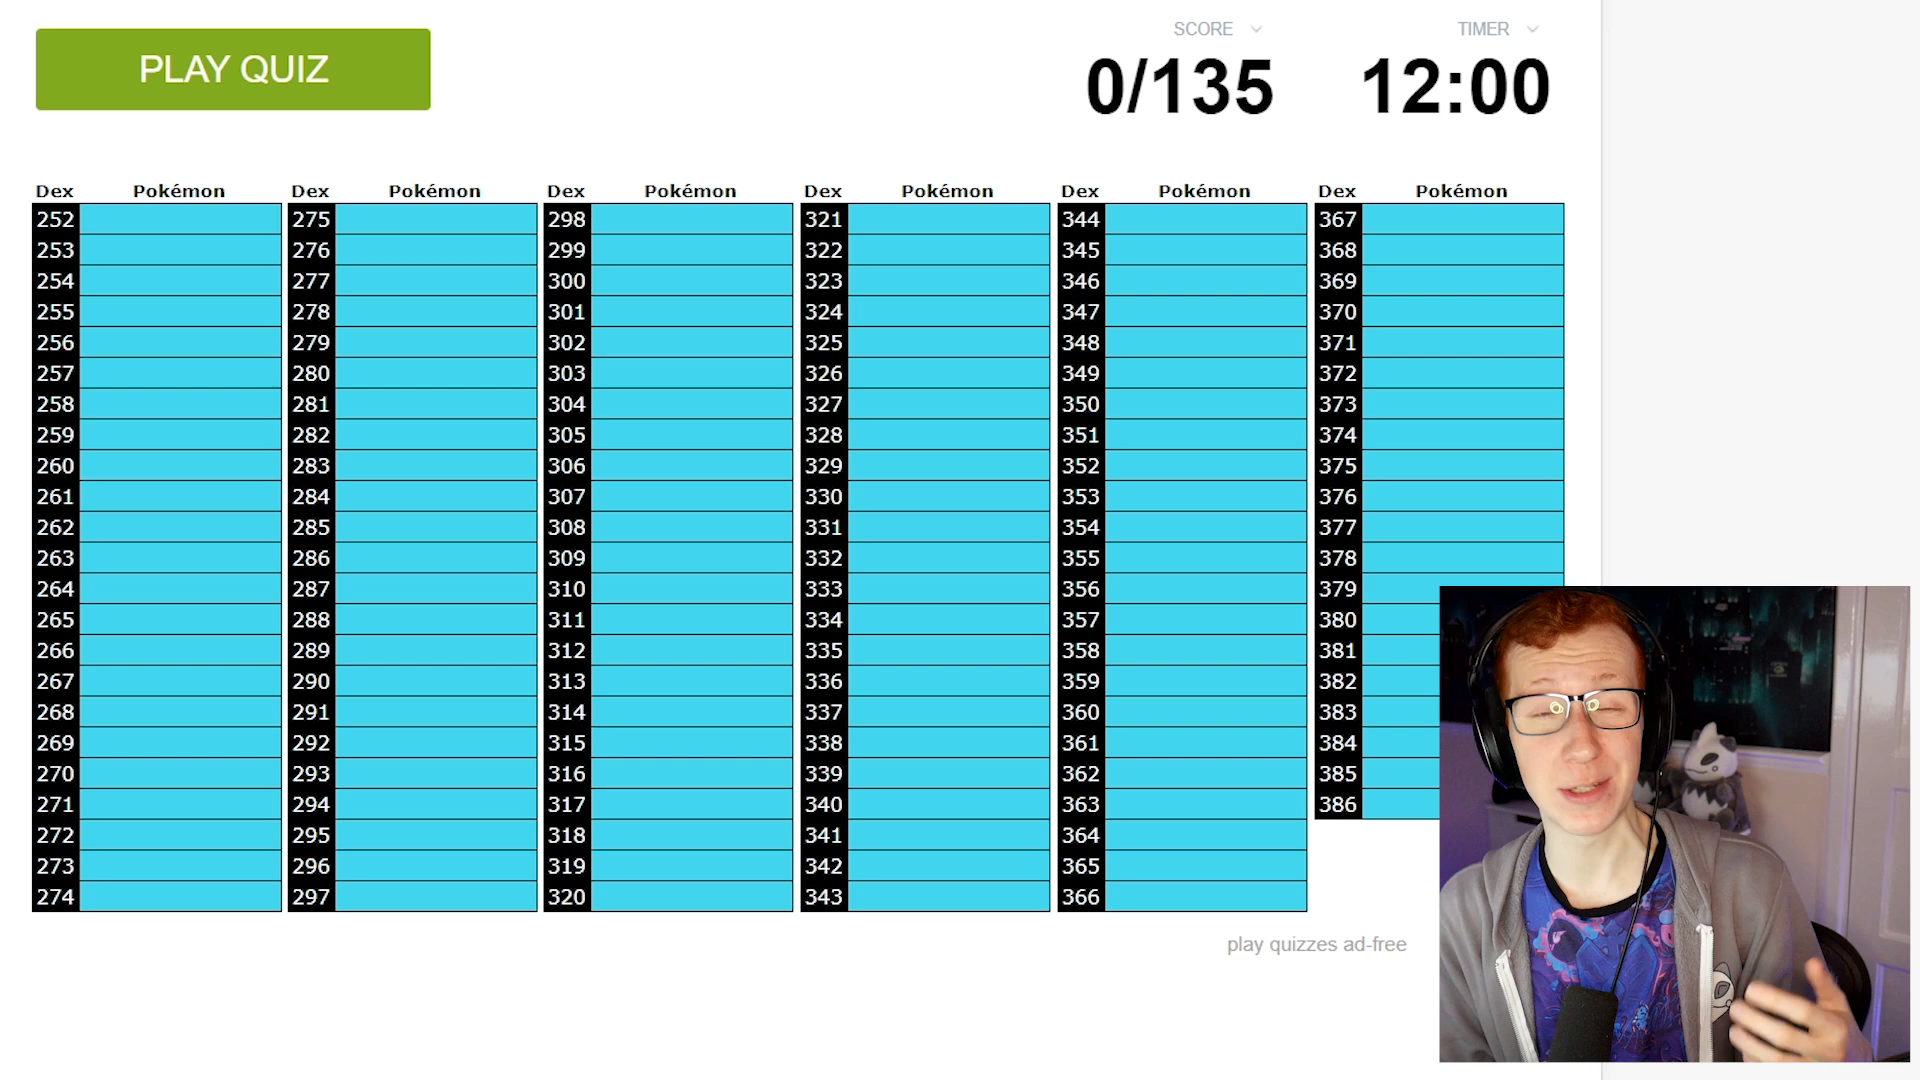 PLAY QUIZ
SCORE TIMER
0/135 12:00
Dex Pokémon Dex Pokémon Dex Pokémon Dex Pokémon Dex Pokémon Dex Pokémon
252 275 298 321 344 367
253 276 299 322 345 368
254 277 300 323 346 369
255 278 301 324 347 370
256 279 302 325 348 371
257 280 303 326 349 372
258 281 304 327 350 373
259 282 305 328 351 374
260 283 306 329 352 375
261 284 307 330 353 376
262 285 308 331 354 377
263 286 309 332 355 378
264 287 310 333 356 379
265 288 311 334 357 380
266 289 312 335 358 381
267 290 313 336 359 382
268 291 314 337 360 383
269 292 315 338 361 384
270 293 316 339 362 385
271 294 317 340 363 386
272 295 318 341 364
273 296 319 342 365
274 297 320 343 366
play quizzes ad-free